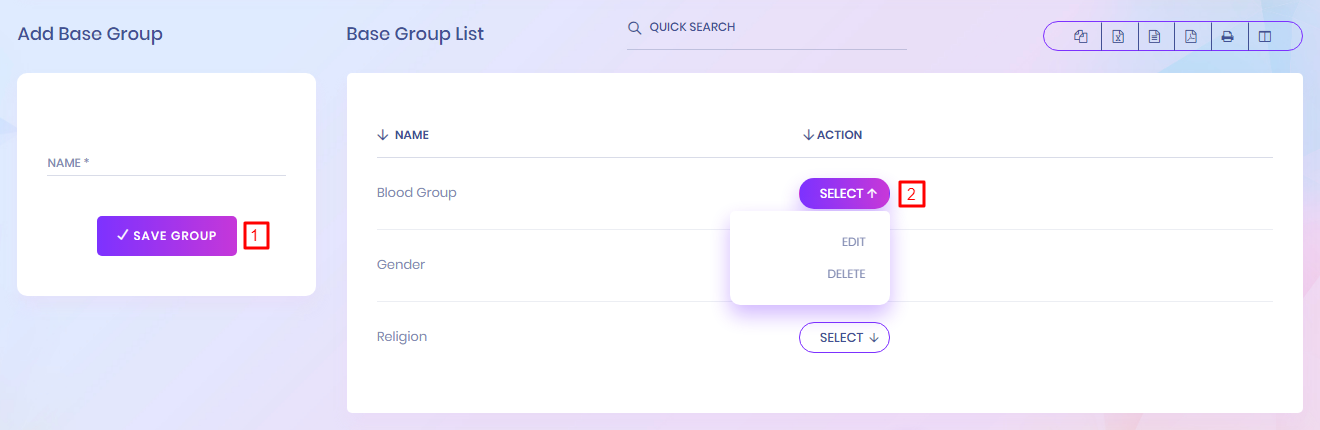 Add Base Group
Base Group List
QUICK SEARCH
NAME *
SAVE GROUP
1
NAME
ACTION
Blood Group
SELECT
2
EDIT
DELETE
Gender
Religion
SELECT